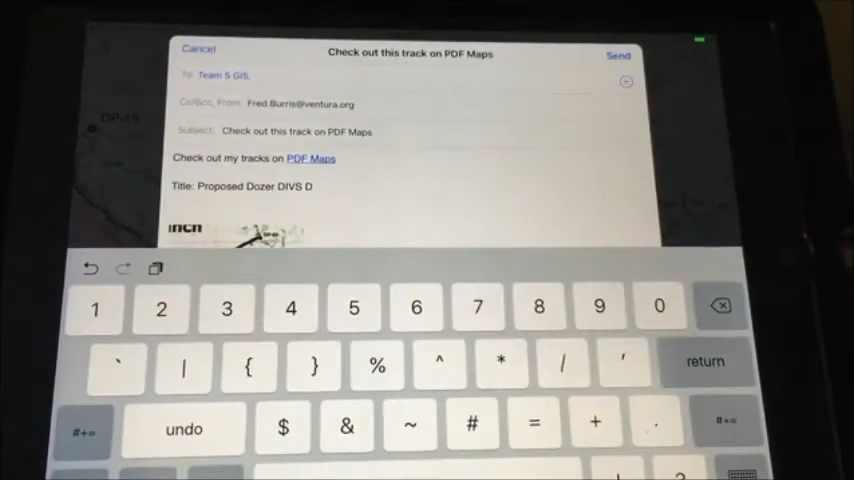 Cancel Check out this track on PDF Maps Send
To: Team 5 GIS,
Cc/Bcc, From: Fred.Burris@ventura.org
Subject: Check out this track on PDF Maps
Check out my tracks on PDF Maps
Title: Proposed Dozer DIVS D
DP-19
1 2 3 4 5 6 7 8 9 0
` | { } % ^ * / ' return
#+= undo $ & ~ # = + . #+=